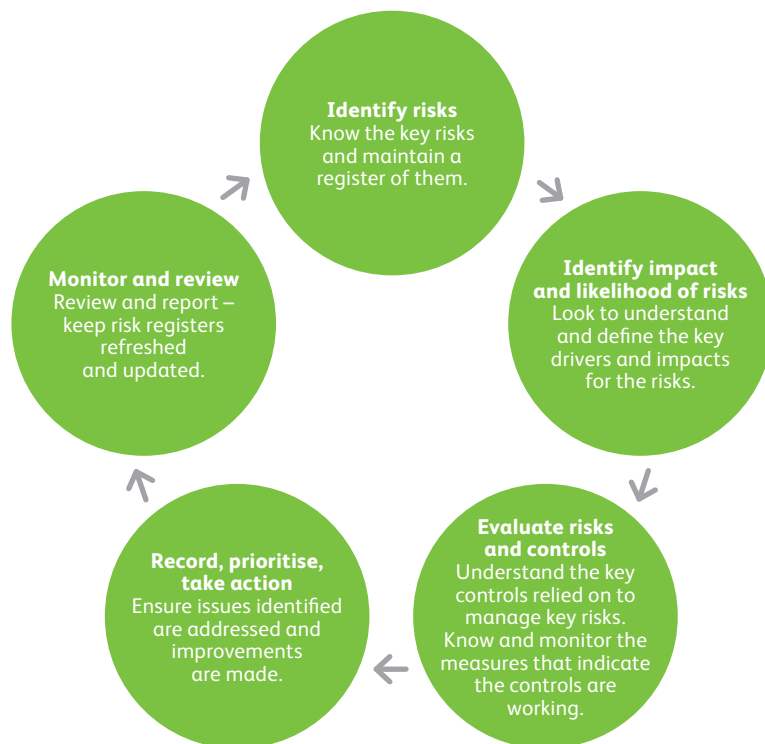 Identify risks
Know the key risks
and maintain a
register of them.
Identify impact
and likelihood of risks
Look to understand
and define the key
drivers and impacts
for the risks.
Evaluate risks
and controls
Understand the key
controls relied on to
manage key risks.
Know and monitor the
measures that indicate
the controls are
working.
Record, prioritise,
take action
Ensure issues identified
are addressed and
improvements
are made.
Monitor and review
Review and report –
keep risk registers
refreshed
and updated.